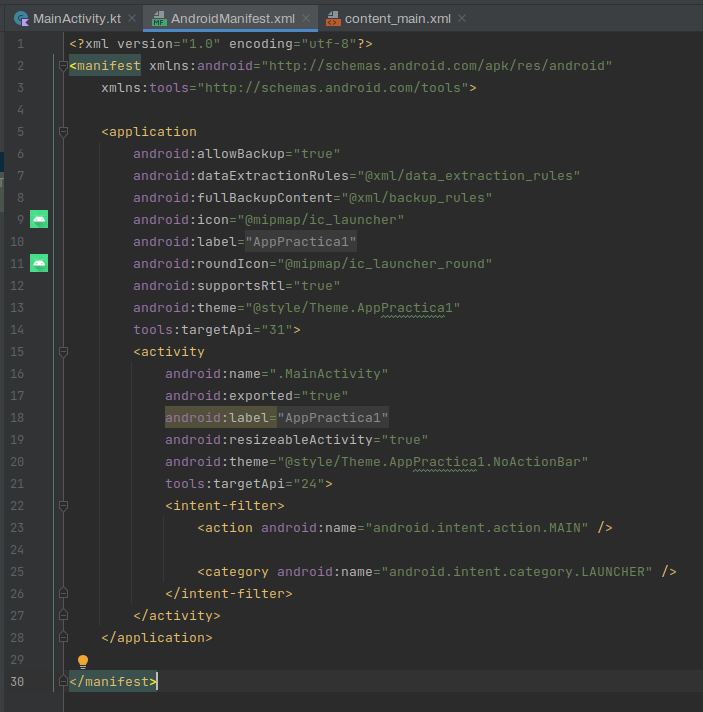 MainActivity.kt × AndroidManifest.xml × content_main.xml ×
1 <?xml version="1.0" encoding="utf-8"?>
2 <manifest xmlns:android="http://schemas.android.com/apk/res/android"
3 xmlns:tools="http://schemas.android.com/tools">
4
5 <application
6 android:allowBackup="true"
7 android:dataExtractionRules="@xml/data_extraction_rules"
8 android:fullBackupContent="@xml/backup_rules"
9 android:icon="@mipmap/ic_launcher"
10 android:label="AppPractica1"
11 android:roundIcon="@mipmap/ic_launcher_round"
12 android:supportsRtl="true"
13 android:theme="@style/Theme.AppPractica1"
14 tools:targetApi="31">
15 <activity
16 android:name=".MainActivity"
17 android:exported="true"
18 android:label="AppPractica1"
19 android:resizeableActivity="true"
20 android:theme="@style/Theme.AppPractica1.NoActionBar"
21 tools:targetApi="24">
22 <intent-filter>
23 <action android:name="android.intent.action.MAIN" />
24
25 <category android:name="android.intent.category.LAUNCHER" />
26 </intent-filter>
27 </activity>
28 </application>
29
30 </manifest>